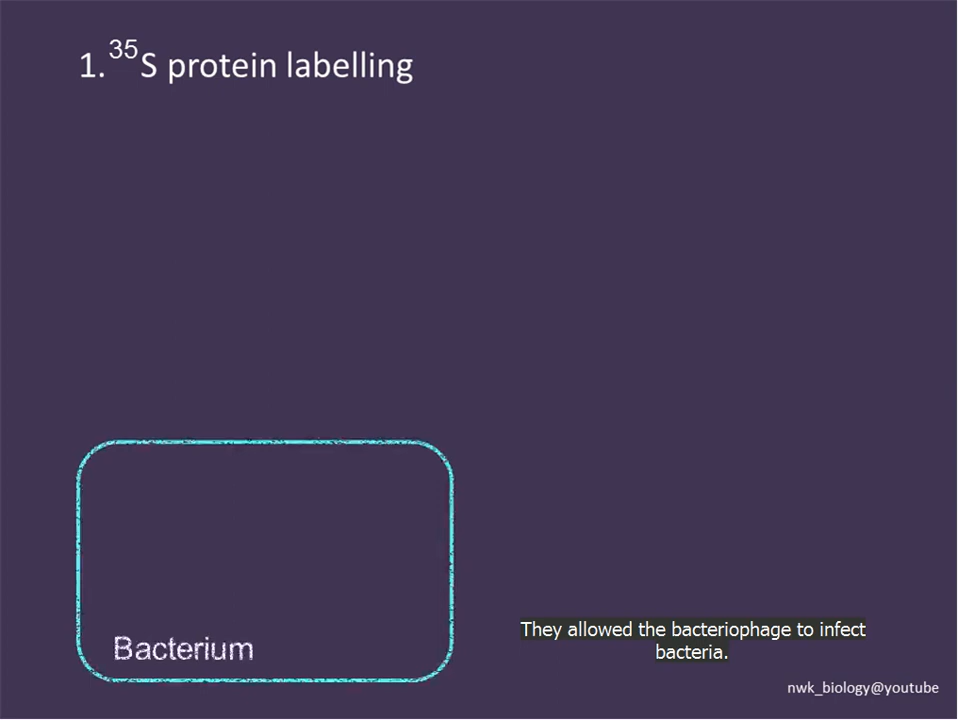 1. ³⁵S protein labelling
Bacterium
They allowed the bacteriophage to infect
bacteria.
nwk_biology@youtube